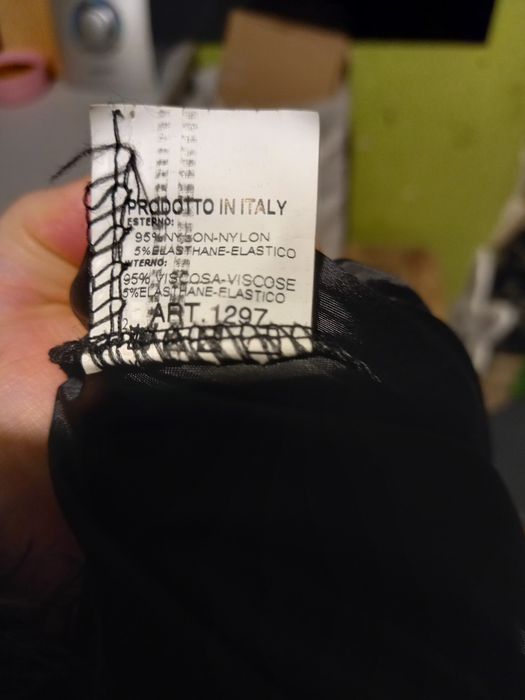 PRODOTTO IN ITALY
ESTERNO:
95%NYLON-NYLON
5%ELASTHANE-ELASTICO
INTERNO:
95% VISCOSA-VISCOSE
5%ELASTHANE-ELASTICO
ART.1297